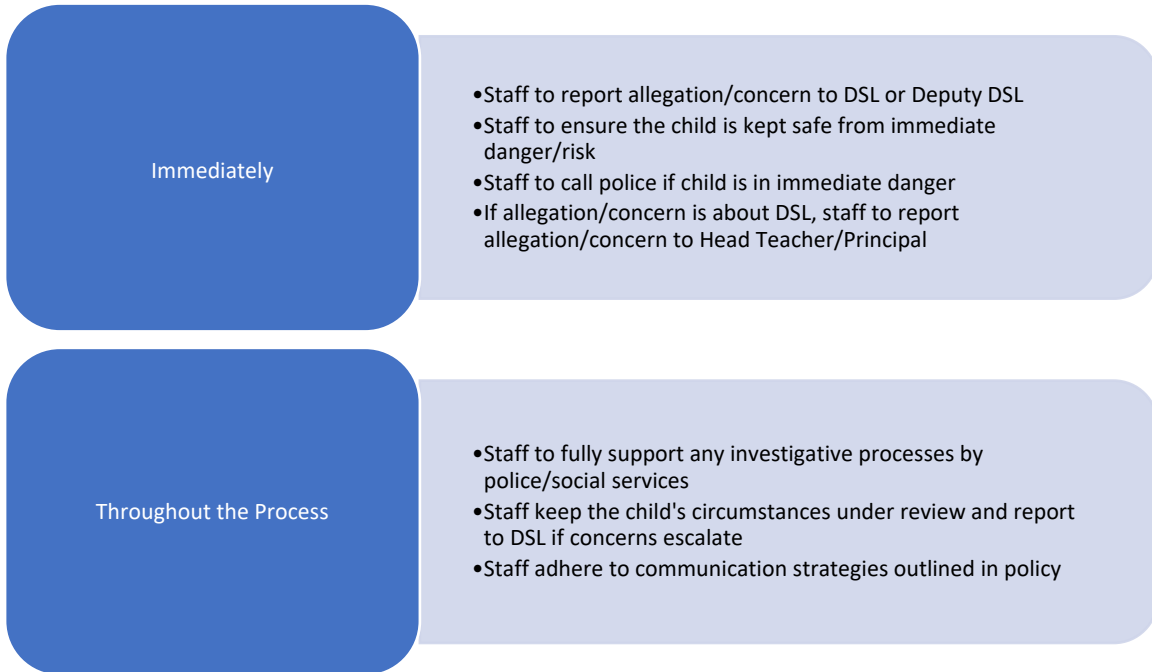 Immediately
•Staff to report allegation/concern to DSL or Deputy DSL
•Staff to ensure the child is kept safe from immediate
danger/risk
•Staff to call police if child is in immediate danger
•If allegation/concern is about DSL, staff to report
allegation/concern to Head Teacher/Principal
Throughout the Process
•Staff to fully support any investigative processes by
police/social services
•Staff keep the child's circumstances under review and report
to DSL if concerns escalate
•Staff adhere to communication strategies outlined in policy